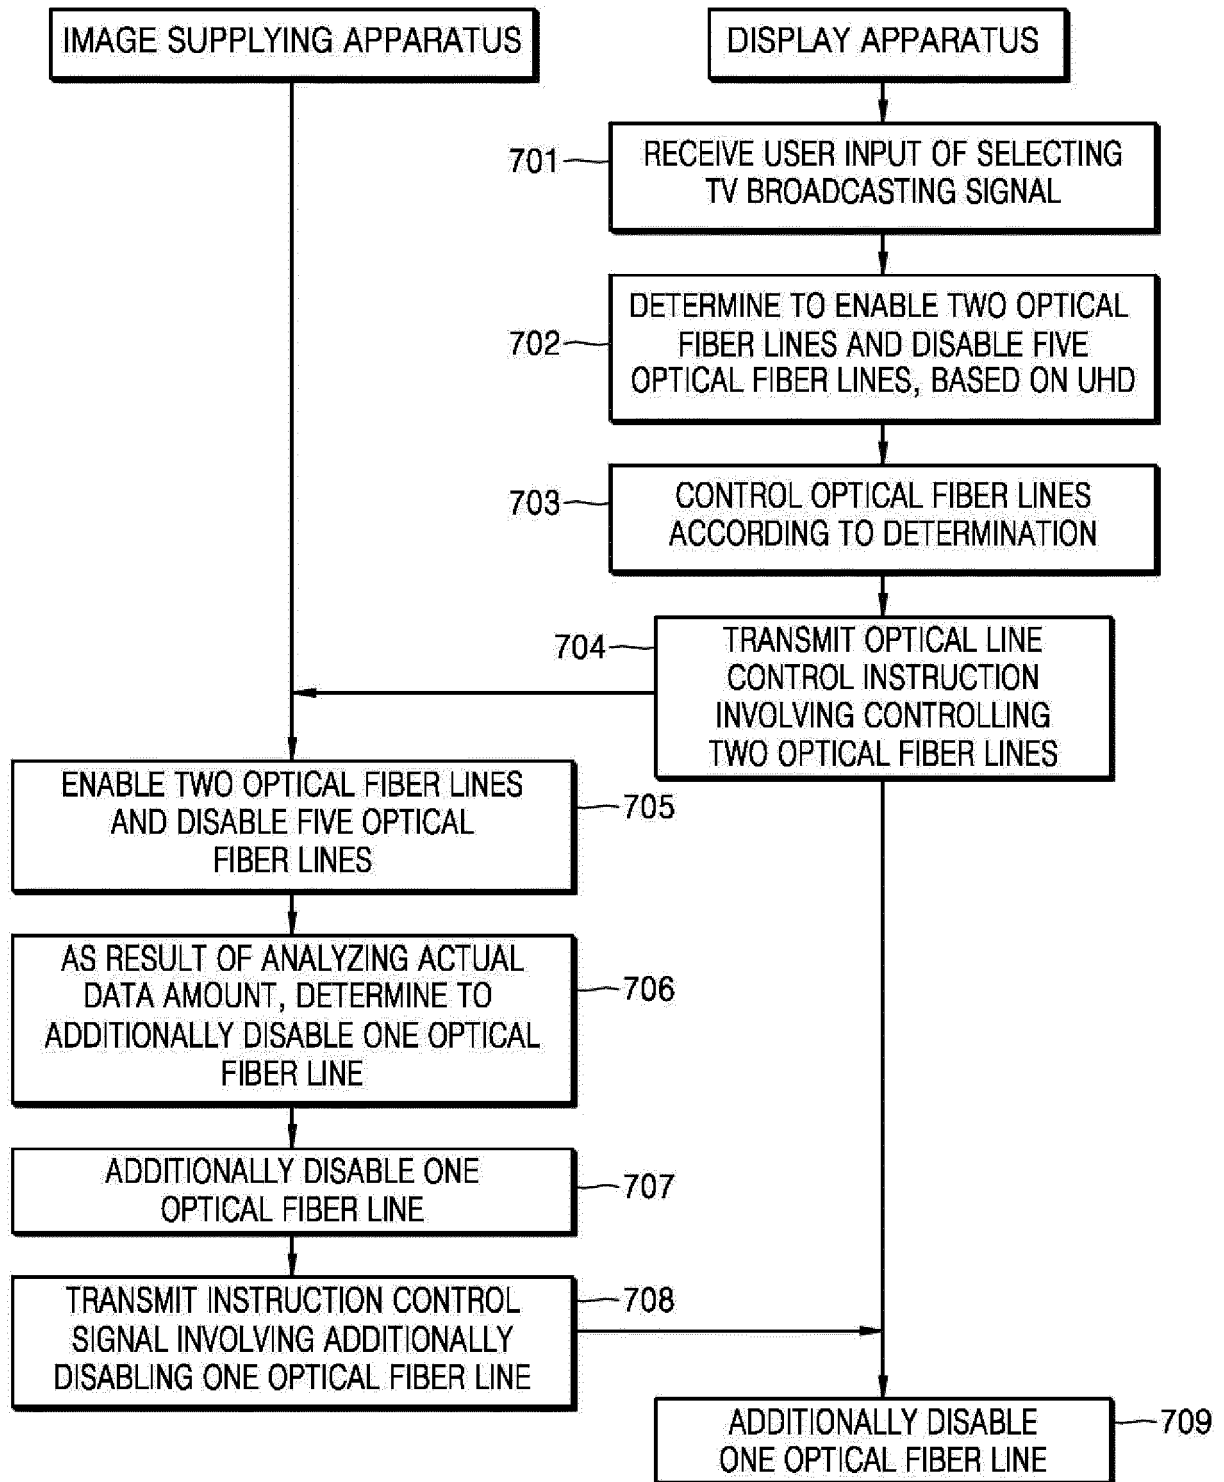 IMAGE SUPPLYING APPARATUS
DISPLAY APPARATUS
701
RECEIVE USER INPUT OF SELECTING
TV BROADCASTING SIGNAL
702
DETERMINE TO ENABLE TWO OPTICAL
FIBER LINES AND DISABLE FIVE
OPTICAL FIBER LINES, BASED ON UHD
703
CONTROL OPTICAL FIBER LINES
ACCORDING TO DETERMINATION
704
TRANSMIT OPTICAL LINE
CONTROL INSTRUCTION
INVOLVING CONTROLLING
TWO OPTICAL FIBER LINES
ENABLE TWO OPTICAL FIBER LINES
AND DISABLE FIVE OPTICAL
FIBER LINES
705
AS RESULT OF ANALYZING ACTUAL
DATA AMOUNT, DETERMINE TO
ADDITIONALLY DISABLE ONE OPTICAL
FIBER LINE
706
ADDITIONALLY DISABLE ONE
OPTICAL FIBER LINE
707
TRANSMIT INSTRUCTION CONTROL
SIGNAL INVOLVING ADDITIONALLY
DISABLING ONE OPTICAL FIBER LINE
708
ADDITIONALLY DISABLE
ONE OPTICAL FIBER LINE
709